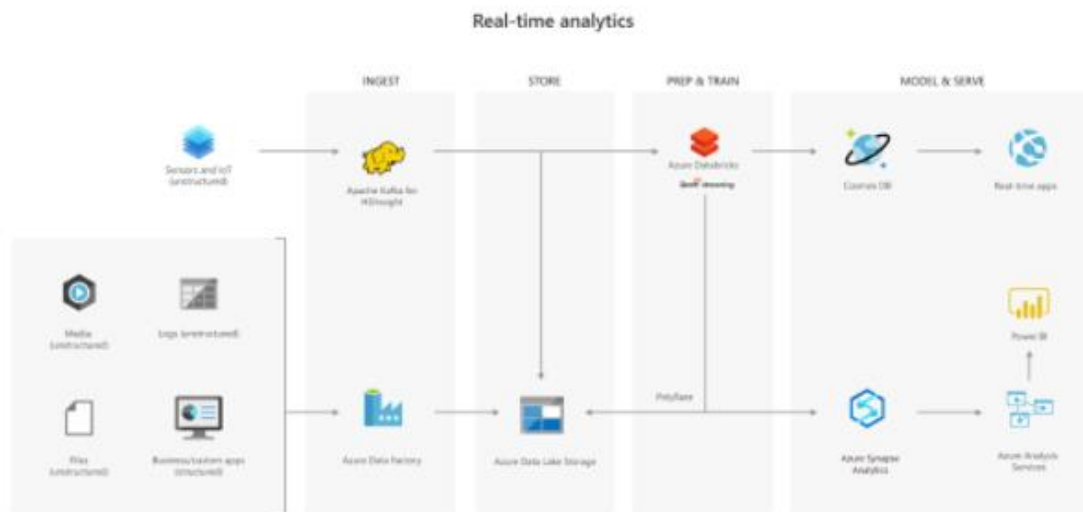 Real-time analytics
INGEST
STORE
PREP & TRAIN
MODEL & SERVE
Sensors and IoT
(unstructured)
Apache Kafka for
HDInsight
Azure Databricks
Spark streaming
Cosmos DB
Real-time apps
Media
(unstructured)
Logs (unstructured)
Power BI
Files
(unstructured)
Business/custom apps
(structured)
Azure Data Factory
Azure Data Lake Storage
PolyBase
Azure Synapse
Analytics
Azure Analysis
Services